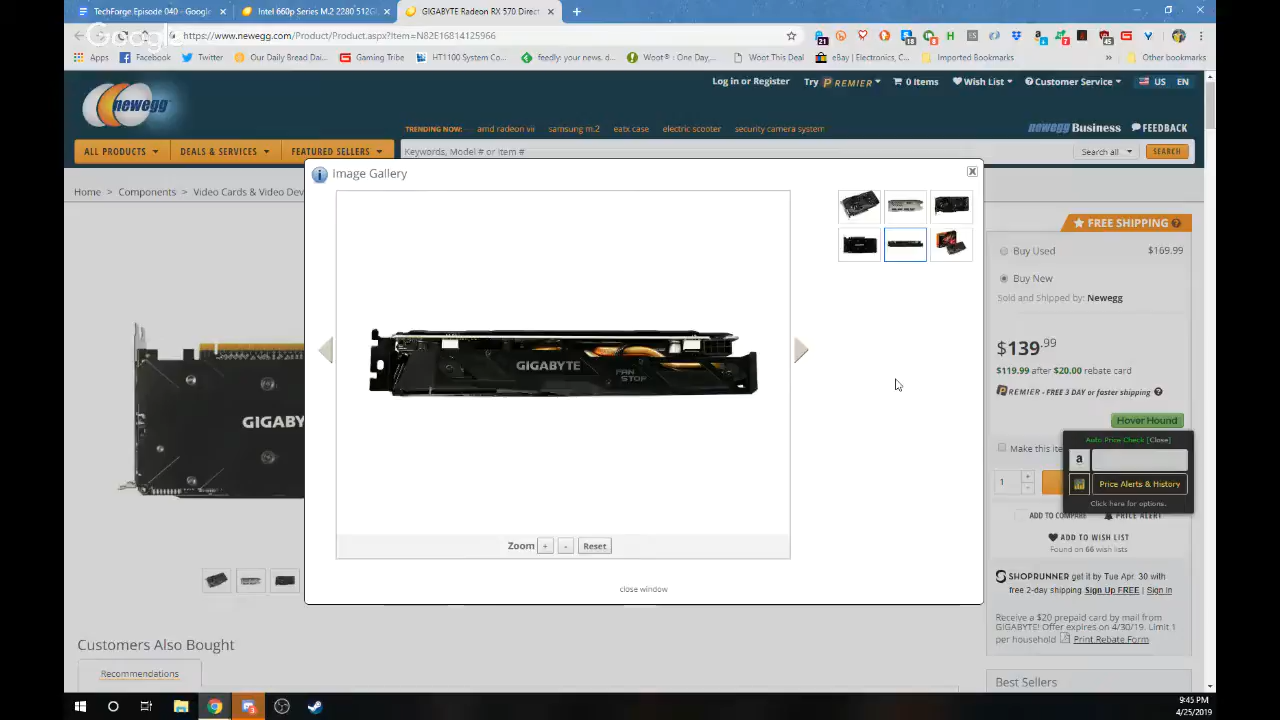 TechForge Episode 040 - Google
Intel 660p Series M.2 2280 512G
GIGABYTE Radeon RX 570 Direct
Google
https://www.newegg.com/Product/Product.aspx?Item=N82E16814125966
Apps
Facebook
Twitter
Our Daily Bread Dai...
Gaming Tribe
HT1100 System Co...
feedly: your news. d...
Woot® : One Day,...
Woot This Deal
eBay | Electronics, C...
Imported Bookmarks
»
Other bookmarks
newegg
Log in or Register
Try PREMIER
0 Items
Wish List
Customer Service
US EN
TRENDING NOW: amd radeon vii samsung m.2 eatx case electric scooter security camera system
newegg Business
FEEDBACK
ALL PRODUCTS
DEALS & SERVICES
FEATURED SELLERS
Keywords, Model # or Item #
Search all
SEARCH
Home > Components > Video Cards & Video Dev
Image Gallery
GIGABYTE
FAN
STOP
Zoom + - Reset
close window
GIGABYT
FREE SHIPPING
Buy Used $169.99
Buy New
Sold and Shipped by: Newegg
$139.99
$119.99 after $20.00 rebate card
PREMIER - FREE 3 DAY or faster shipping
Hover Hound
Make this ite
Auto Price Check [Close]
a
Price Alerts & History
Click here for options.
1
ADD TO COMPARE
PRICE ALERT
ADD TO WISH LIST
Found on 66 wish lists
SHOPRUNNER get it by Tue Apr. 30 with
free 2-day shipping Sign Up FREE | Sign In
Receive a $20 prepaid card by mail from
GIGABYTE! Offer expires on 4/30/19. Limit 1
per household Print Rebate Form
Best Sellers
Customers Also Bought
Recommendations
9:45 PM
4/25/2019